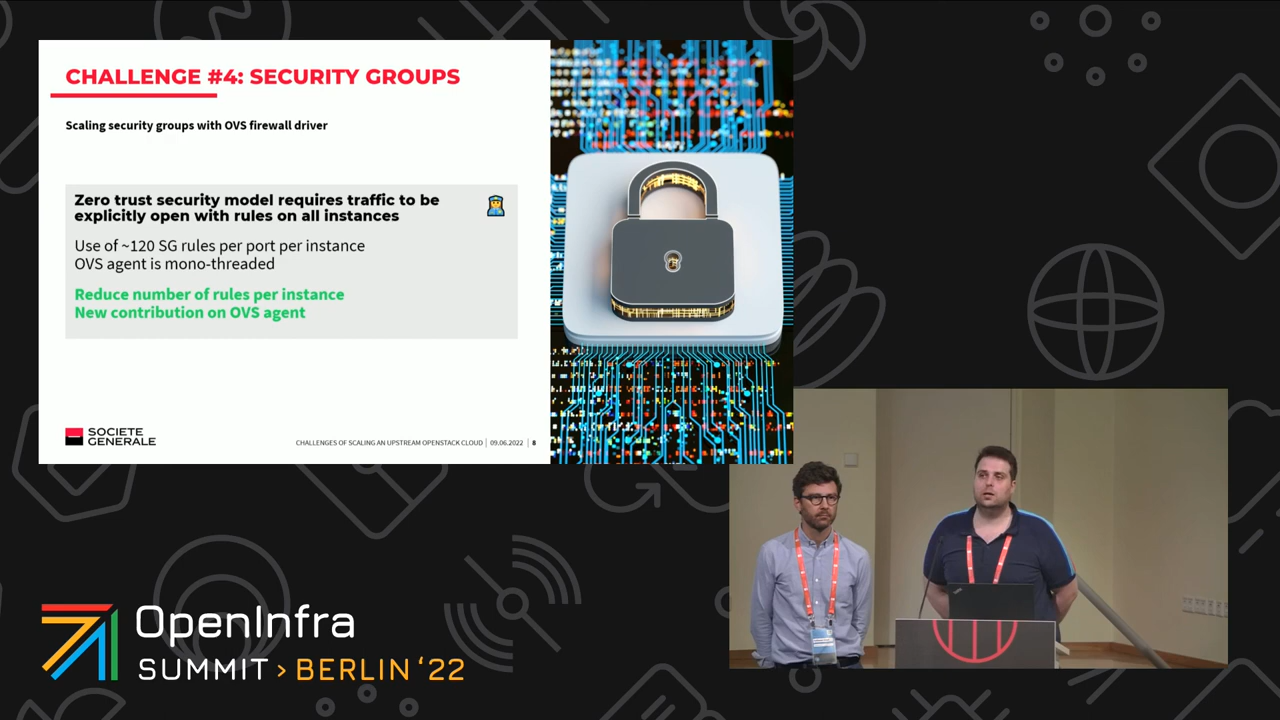 CHALLENGE #4: SECURITY GROUPS
Scaling security groups with OVS firewall driver
Zero trust security model requires traffic to be
explicitly open with rules on all instances
Use of ~120 SG rules per port per instance
OVS agent is mono-threaded
Reduce number of rules per instance
New contribution on OVS agent
SOCIETE
GENERALE
CHALLENGES OF SCALING AN UPSTREAM OPENSTACK CLOUD | 09.06.2022 | 8
OpenInfra
SUMMIT > BERLIN ‘22